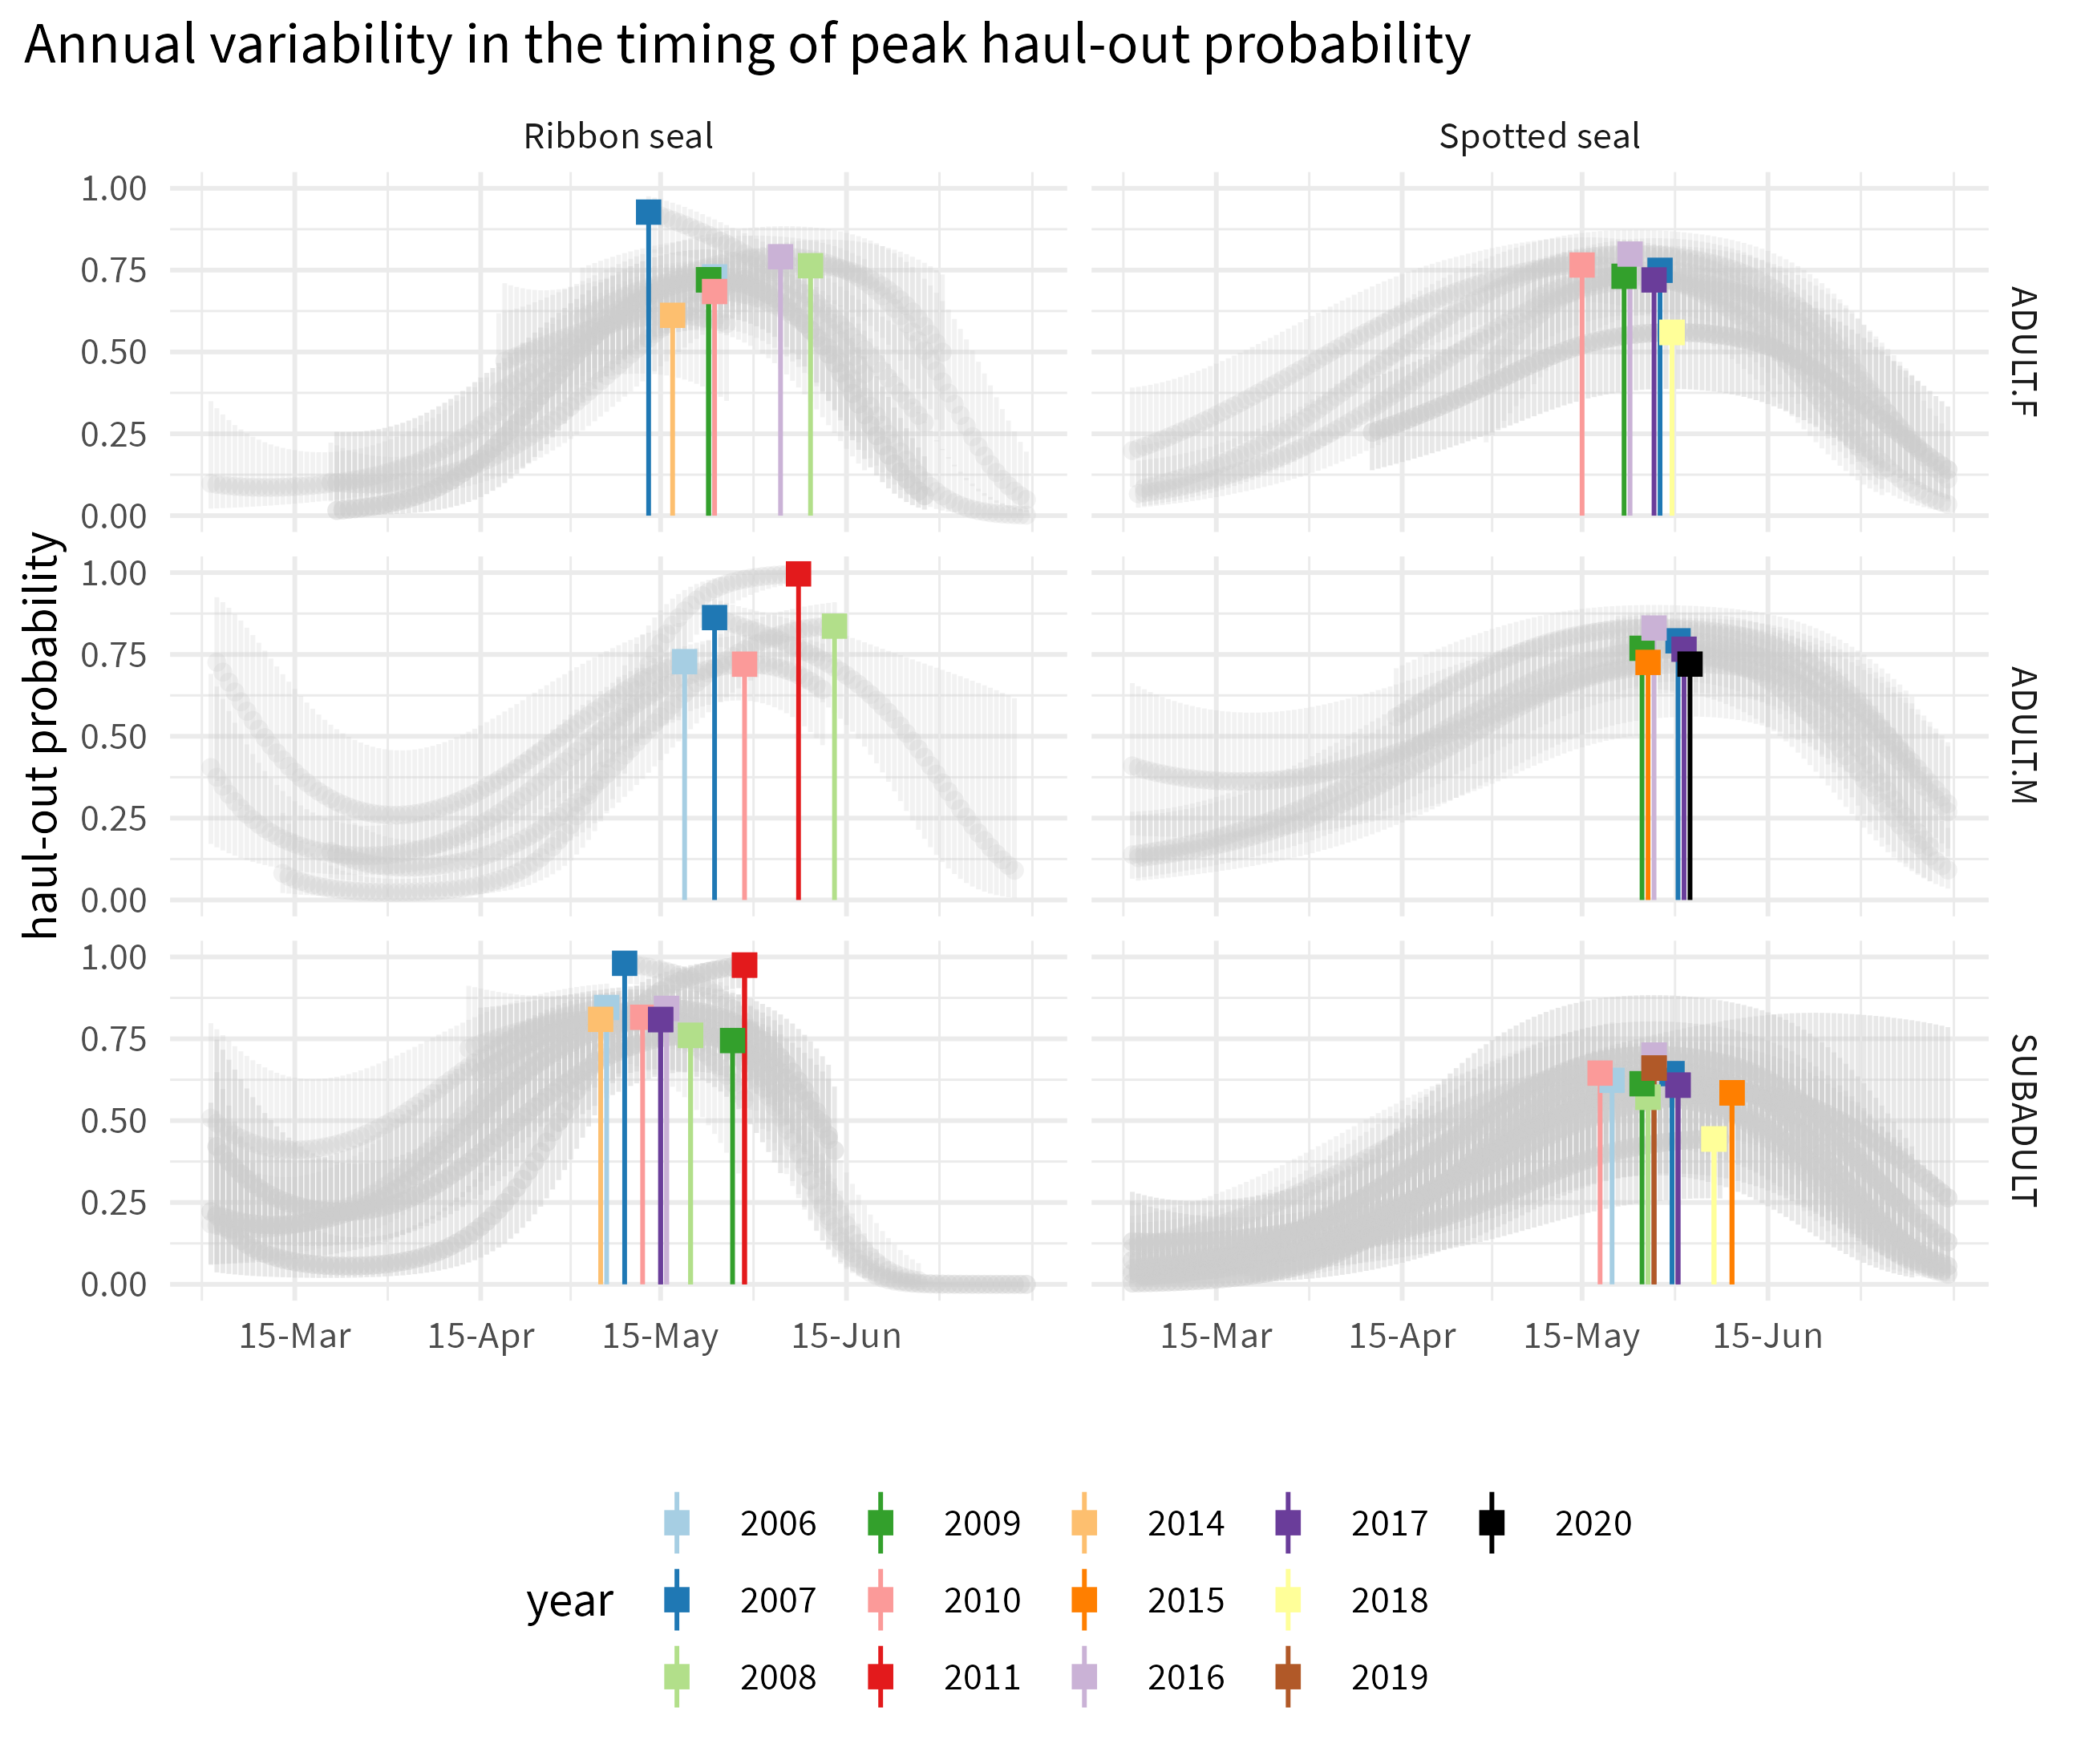 Annual variability in the timing of peak haul-out probability
Ribbon seal
Spotted seal
haul-out probability
1.00
0.75
0.50
0.25
0.00
ADULT.F
1.00
0.75
0.50
0.25
0.00
ADULT.M
1.00
0.75
0.50
0.25
0.00
SUBADULT
15-Mar 15-Apr 15-May 15-Jun
15-Mar 15-Apr 15-May 15-Jun
year
2006 2009 2014 2017 2020
2007 2010 2015 2018
2008 2011 2016 2019